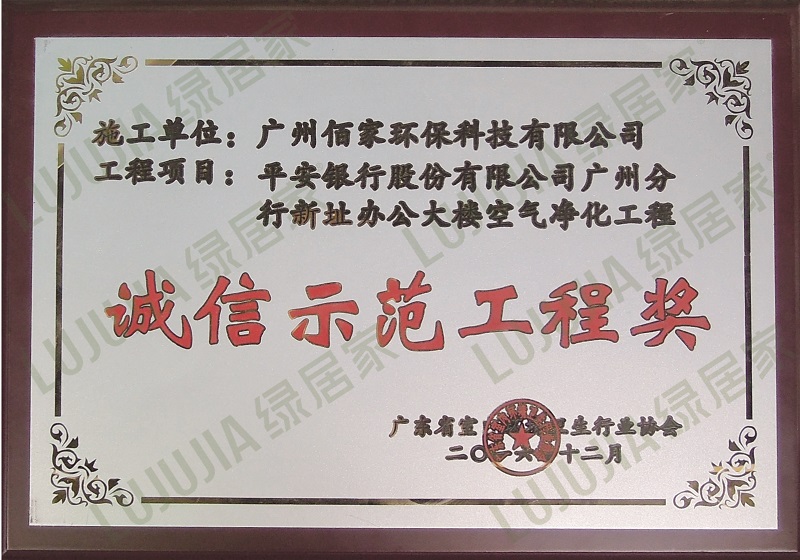 施工单位：广州佰家环保科技有限公司
工程项目：平安银行股份有限公司广州分
行新址办公大楼空气净化工程
诚信示范工程奖
广东省室 卫生行业协会
二〇一六年十二月
LUJUJIA绿居家